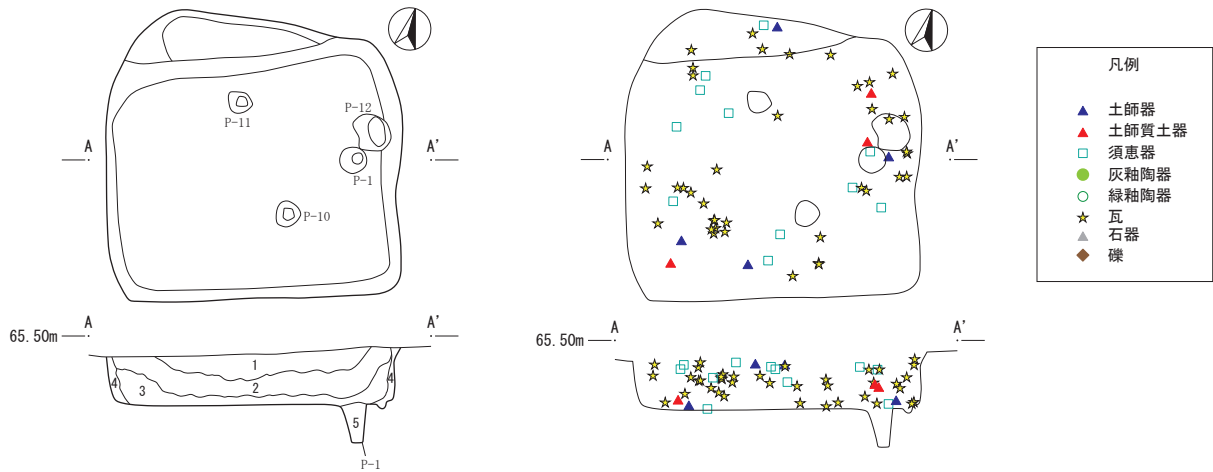 P-11
P-12
A
A'
P-1
P-10
A
A'
65.50m
1
2
3
4
4
5
P-1
A
A'
65.50m
A
A'
凡例
土師器
土師質土器
須恵器
灰釉陶器
緑釉陶器
瓦
石器
礫